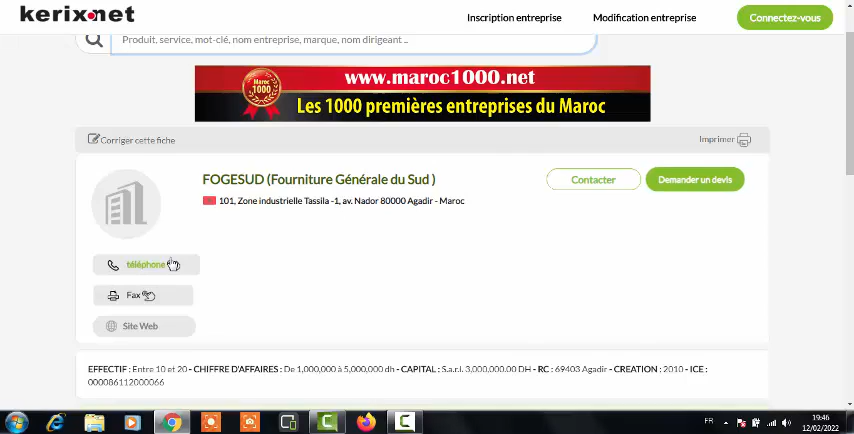 kerix.net
Inscription entreprise
Modification entreprise
Connectez-vous
Produit, service, mot-clé, nom entreprise, marque, nom dirigeant ..
www.maroc1000.net
Maroc
1000
Les 1000 premières entreprises du Maroc
Corriger cette fiche
Imprimer
FOGESUD (Fourniture Générale du Sud )
Contacter
Demander un devis
101, Zone industrielle Tassila -1, av. Nador 80000 Agadir - Maroc
téléphone
Fax
Site Web
EFFECTIF : Entre 10 et 20 - CHIFFRE D'AFFAIRES : De 1,000,000 à 5,000,000 dh - CAPITAL : S.a.r.l. 3,000,000.00 DH - RC : 69403 Agadir - CREATION : 2010 - ICE :
000086112000066
FR
19:46
12/02/2022